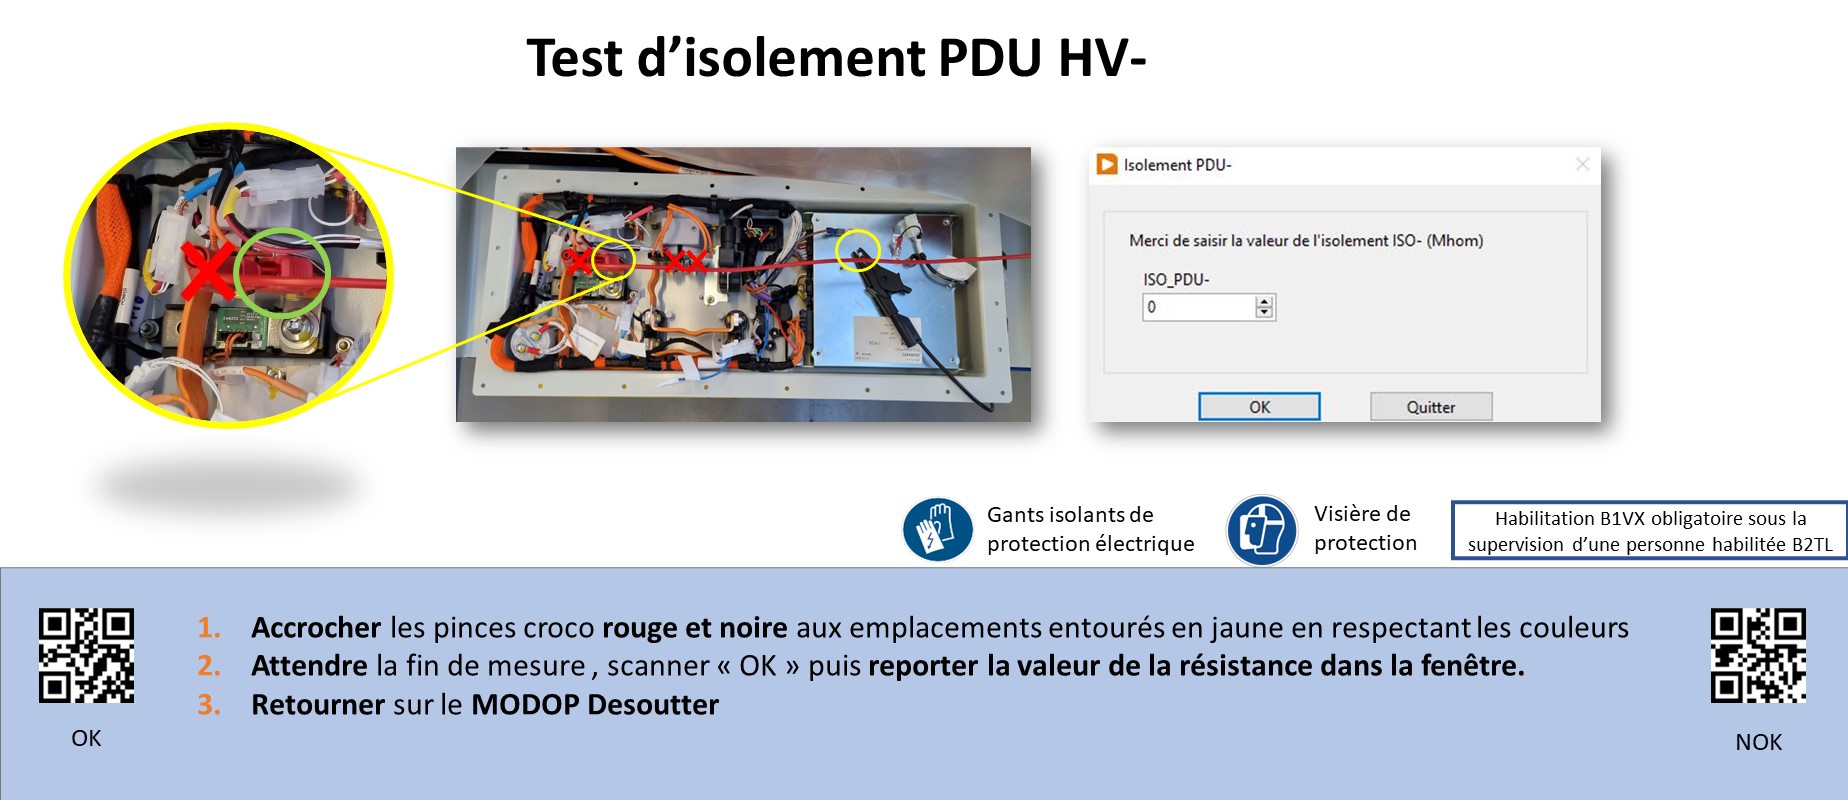 Test d’isolement PDU HV-
Isolement PDU-
Merci de saisir la valeur de l'isolement ISO- (Mhom)
ISO_PDU-
0
OK
Quitter
Gants isolants de
protection électrique
Visière de
protection
Habilitation B1VX obligatoire sous la
supervision d’une personne habilitée B2TL
1. Accrocher les pinces croco rouge et noire aux emplacements entourés en jaune en respectant les couleurs
2. Attendre la fin de mesure , scanner « OK » puis reporter la valeur de la résistance dans la fenêtre.
3. Retourner sur le MODOP Desoutter
OK
NOK